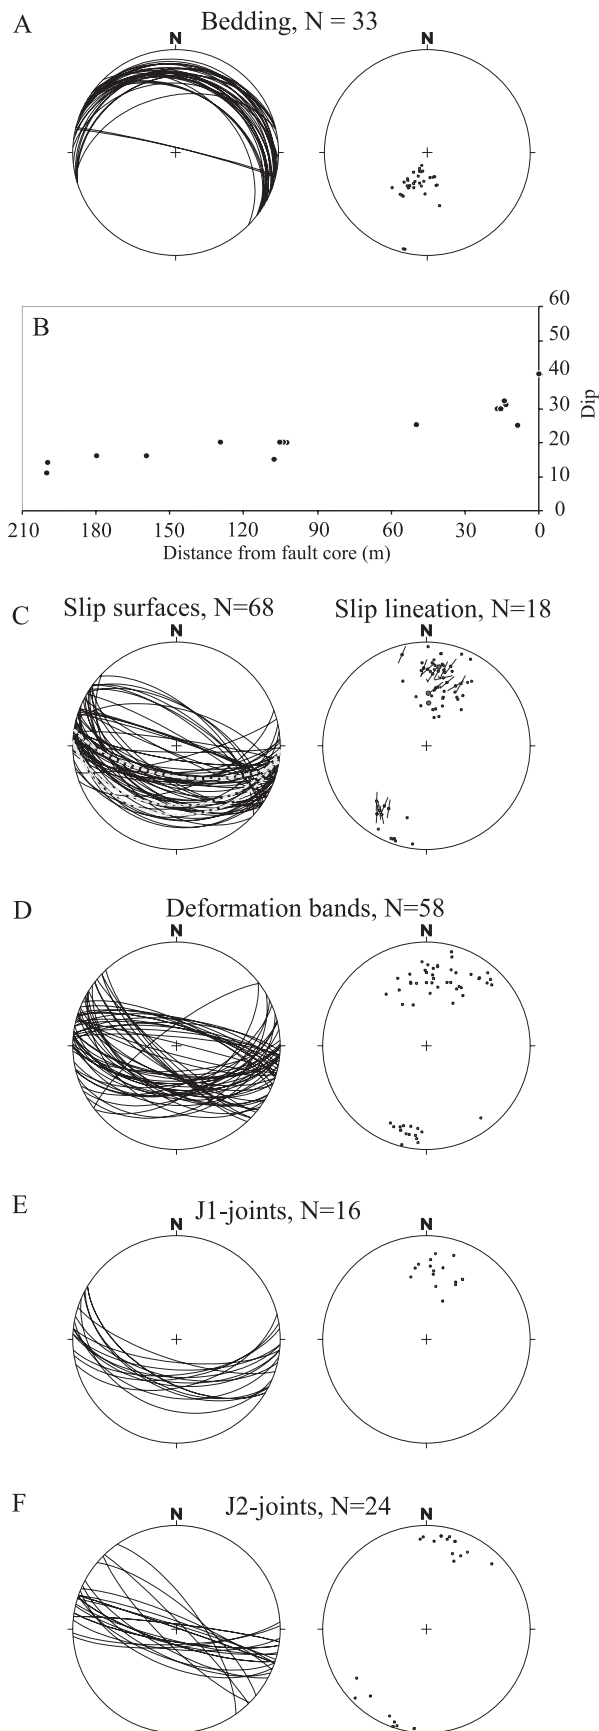 A
Bedding, N = 33
N
N
B
60
50
40
30
20
10
0
Dip
210
180
150
120
90
60
30
0
Distance from fault core (m)
C
Slip surfaces, N=68
Slip lineation, N=18
N
N
D
Deformation bands, N=58
N
N
E
J1-joints, N=16
N
N
F
J2-joints, N=24
N
N